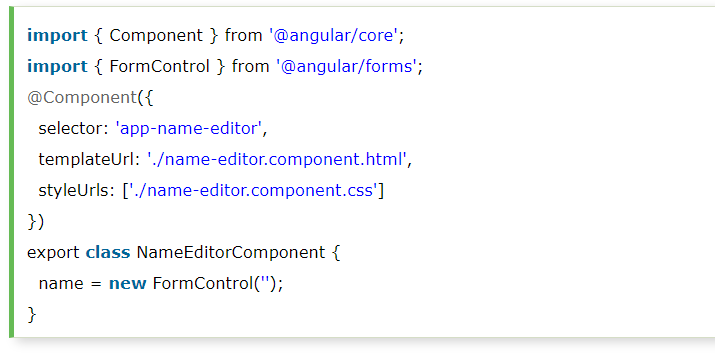 import { Component } from '@angular/core';
import { FormControl } from '@angular/forms';
@Component({
  selector: 'app-name-editor',
  templateUrl: './name-editor.component.html',
  styleUrls: ['./name-editor.component.css']
})
export class NameEditorComponent {
  name = new FormControl('');
}